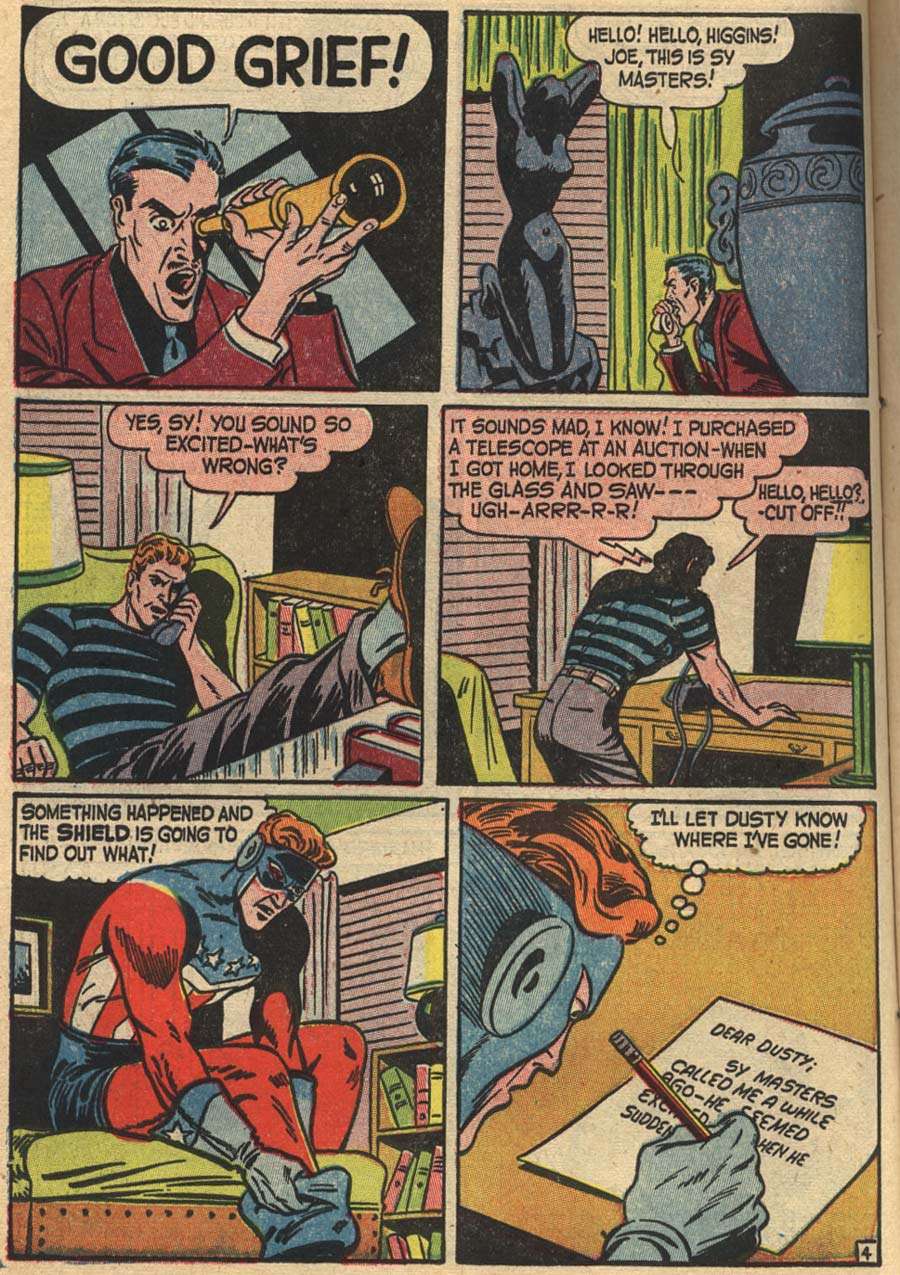 GOOD GRIEF!
HELLO! HELLO, HIGGINS!
JOE, THIS IS SY
MASTERS!
YES, SY! YOU SOUND SO
EXCITED-WHAT'S
WRONG?
IT SOUNDS MAD, I KNOW! I PURCHASED
A TELESCOPE AT AN AUCTION-WHEN
I GOT HOME, I LOOKED THROUGH
THE GLASS AND SAW---
UGH-ARRR-R-R!
HELLO, HELLO?
-CUT OFF!!
SOMETHING HAPPENED AND
THE SHIELD IS GOING TO
FIND OUT WHAT!
I'LL LET DUSTY KNOW
WHERE I'VE GONE!
DEAR DUSTY;
SY MASTERS
CALLED ME A WHILE
AGO-HE SEEMED
HE
4